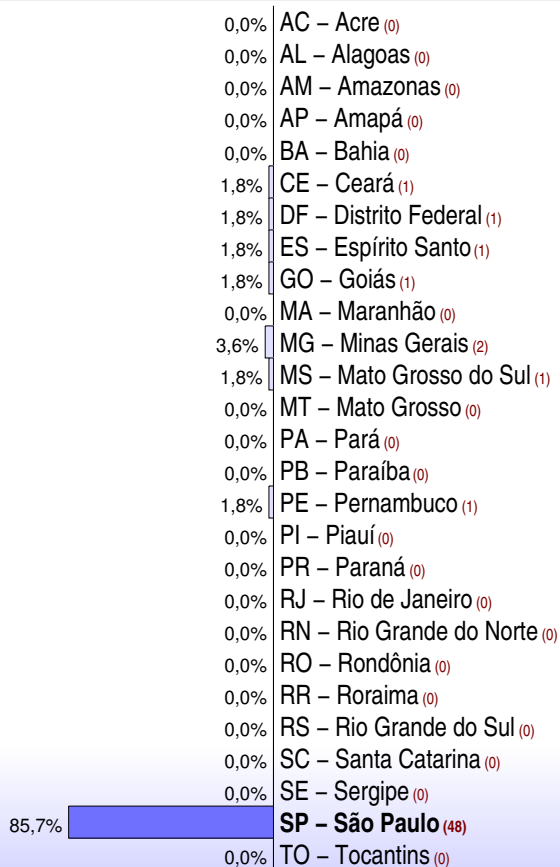 0,0% AC – Acre (0)
0,0% AL – Alagoas (0)
0,0% AM – Amazonas (0)
0,0% AP – Amapá (0)
0,0% BA – Bahia (0)
1,8% CE – Ceará (1)
1,8% DF – Distrito Federal (1)
1,8% ES – Espírito Santo (1)
1,8% GO – Goiás (1)
0,0% MA – Maranhão (0)
3,6% MG – Minas Gerais (2)
1,8% MS – Mato Grosso do Sul (1)
0,0% MT – Mato Grosso (0)
0,0% PA – Pará (0)
0,0% PB – Paraíba (0)
1,8% PE – Pernambuco (1)
0,0% PI – Piauí (0)
0,0% PR – Paraná (0)
0,0% RJ – Rio de Janeiro (0)
0,0% RN – Rio Grande do Norte (0)
0,0% RO – Rondônia (0)
0,0% RR – Roraima (0)
0,0% RS – Rio Grande do Sul (0)
0,0% SC – Santa Catarina (0)
0,0% SE – Sergipe (0)
85,7% SP – São Paulo (48)
0,0% TO – Tocantins (0)